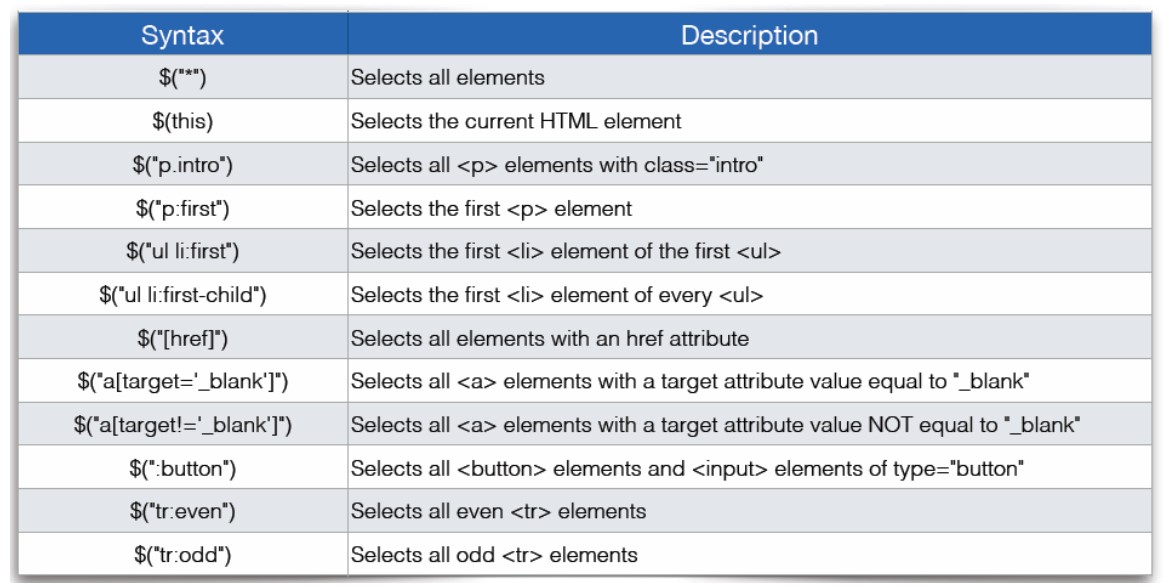 Syntax Description
$("*") Selects all elements
$(this) Selects the current HTML element
$("p.intro") Selects all <p> elements with class="intro"
$("p:first") Selects the first <p> element
$("ul li:first") Selects the first <li> element of the first <ul>
$("ul li:first-child") Selects the first <li> element of every <ul>
$("[href]") Selects all elements with an href attribute
$("a[target='_blank']") Selects all <a> elements with a target attribute value equal to "_blank"
$("a[target!='_blank']") Selects all <a> elements with a target attribute value NOT equal to "_blank"
$(":button") Selects all <button> elements and <input> elements of type="button"
$("tr:even") Selects all even <tr> elements
$("tr:odd") Selects all odd <tr> elements